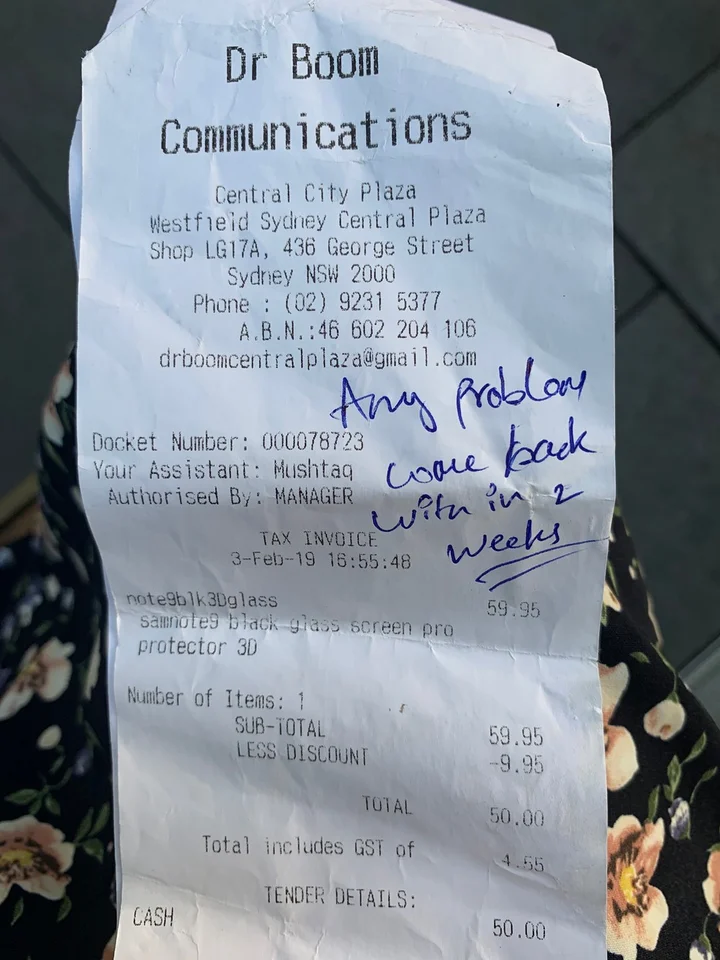 Dr Boom
Communications
Central City Plaza
Westfield Sydney Central Plaza
Shop LG17A, 436 George Street
Sydney NSW 2000
Phone : (02) 9231 5377
A.B.N.:46 602 204 106
drboomcentralplaza@gmail.com
Any problem
come back
with in 2
weeks
Docket Number: 000078723
Your Assistant: Mushtaq
Authorised By: MANAGER
TAX INVOICE
3-Feb-19 16:55:48
note9blk3Dglass 59.95
samnote9 black glass screen pro
protector 3D
Number of Items: 1
SUB-TOTAL 59.95
LESS DISCOUNT -9.95
TOTAL 50.00
Total includes GST of 4.55
TENDER DETAILS:
CASH 50.00